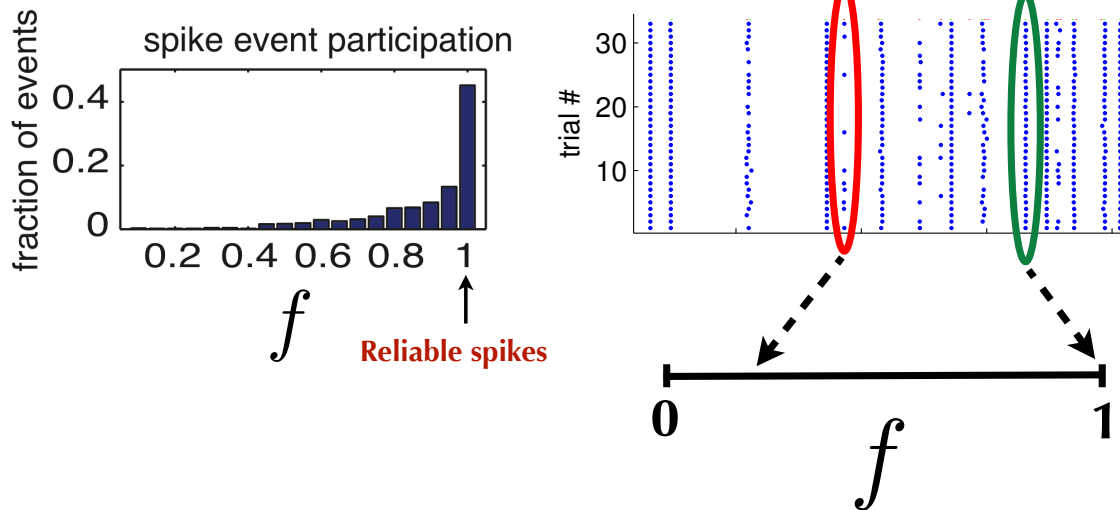 spike event participation
fraction of events
0.4
0.2
0
0.2 0.4 0.6 0.8 1
f
Reliable spikes
trial #
30
20
10
0 1
f